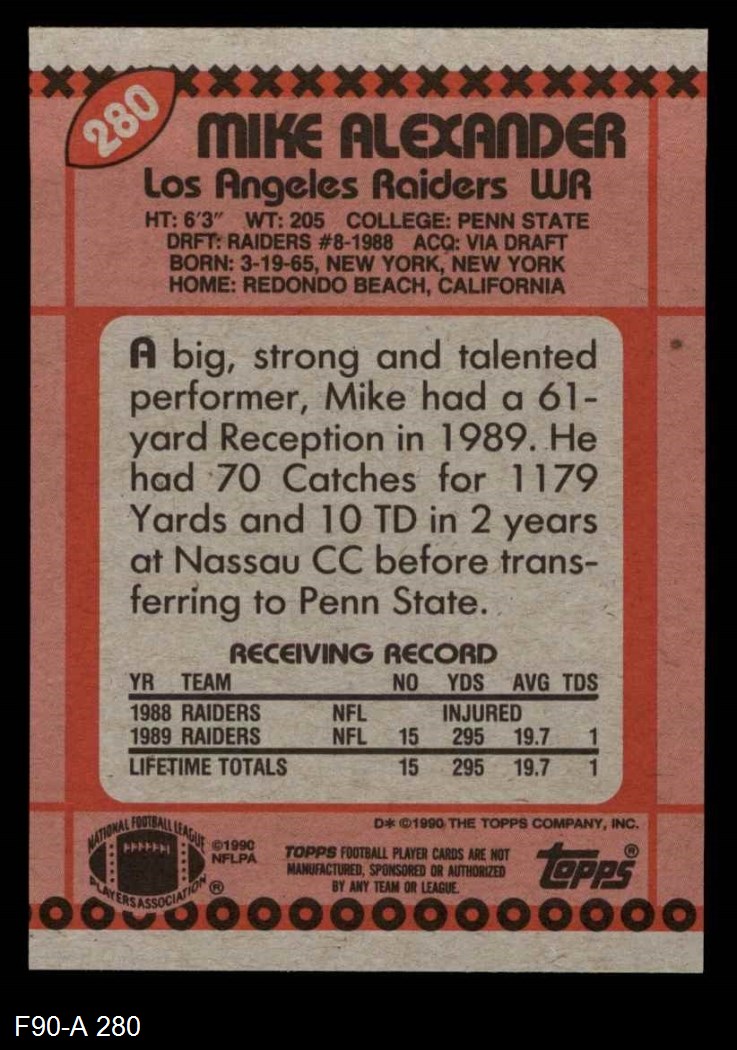 280
MIKE ALEXANDER
Los Angeles Raiders WR
HT: 6'3" WT: 205 COLLEGE: PENN STATE
DRFT: RAIDERS #8-1988 ACQ: VIA DRAFT
BORN: 3-19-65, NEW YORK, NEW YORK
HOME: REDONDO BEACH, CALIFORNIA
A big, strong and talented
performer, Mike had a 61-
yard Reception in 1989. He
had 70 Catches for 1179
Yards and 10 TD in 2 years
at Nassau CC before trans-
ferring to Penn State.
RECEIVING RECORD
YR TEAM NO YDS AVG TDS
1988 RAIDERS NFL INJURED
1989 RAIDERS NFL 15 295 19.7 1
LIFETIME TOTALS 15 295 19.7 1
D* ©1990 THE TOPPS COMPANY, INC.
NATIONAL FOOTBALL LEAGUE
PLAYERS ASSOCIATION ®
©1990
NFLPA
TOPPS FOOTBALL PLAYER CARDS ARE NOT
MANUFACTURED, SPONSORED OR AUTHORIZED
BY ANY TEAM OR LEAGUE.
topps®
F90-A 280